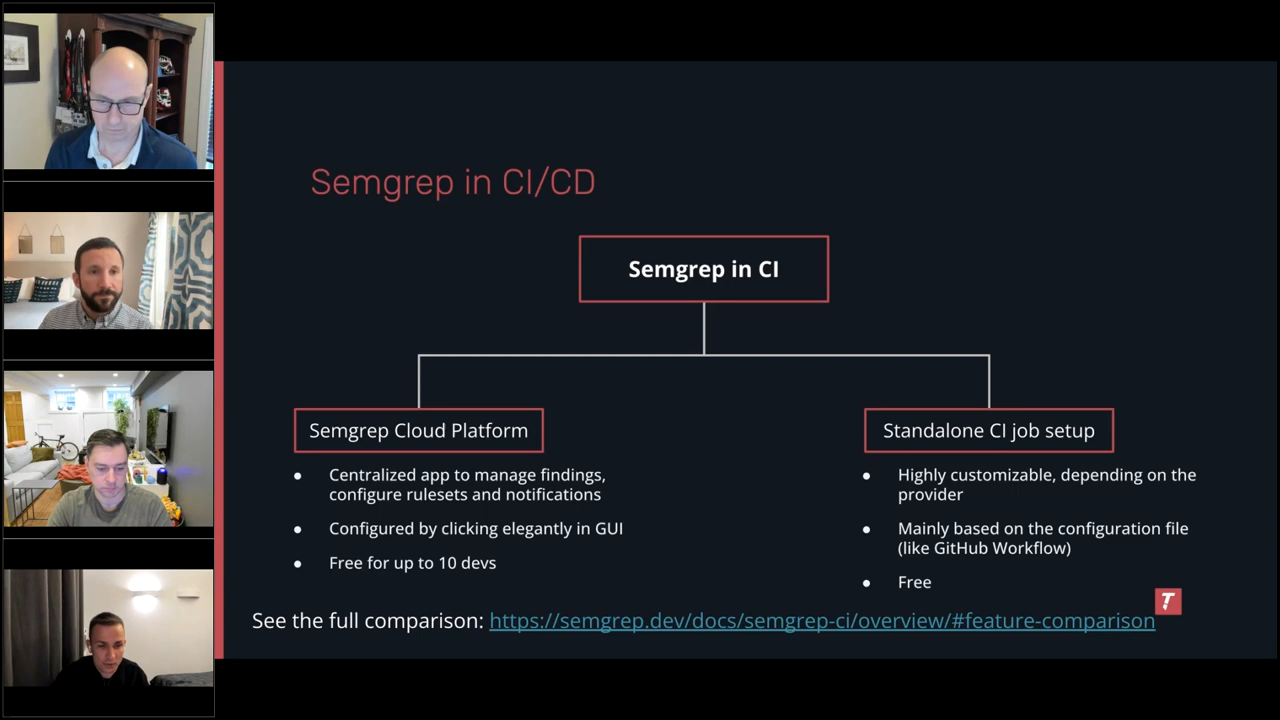 Semgrep in CI/CD
Semgrep in CI
Semgrep Cloud Platform
● Centralized app to manage findings,
configure rulesets and notifications
● Configured by clicking elegantly in GUI
● Free for up to 10 devs
Standalone CI job setup
● Highly customizable, depending on the
provider
● Mainly based on the configuration file
(like GitHub Workflow)
● Free
T
See the full comparison: https://semgrep.dev/docs/semgrep-ci/overview/#feature-comparison